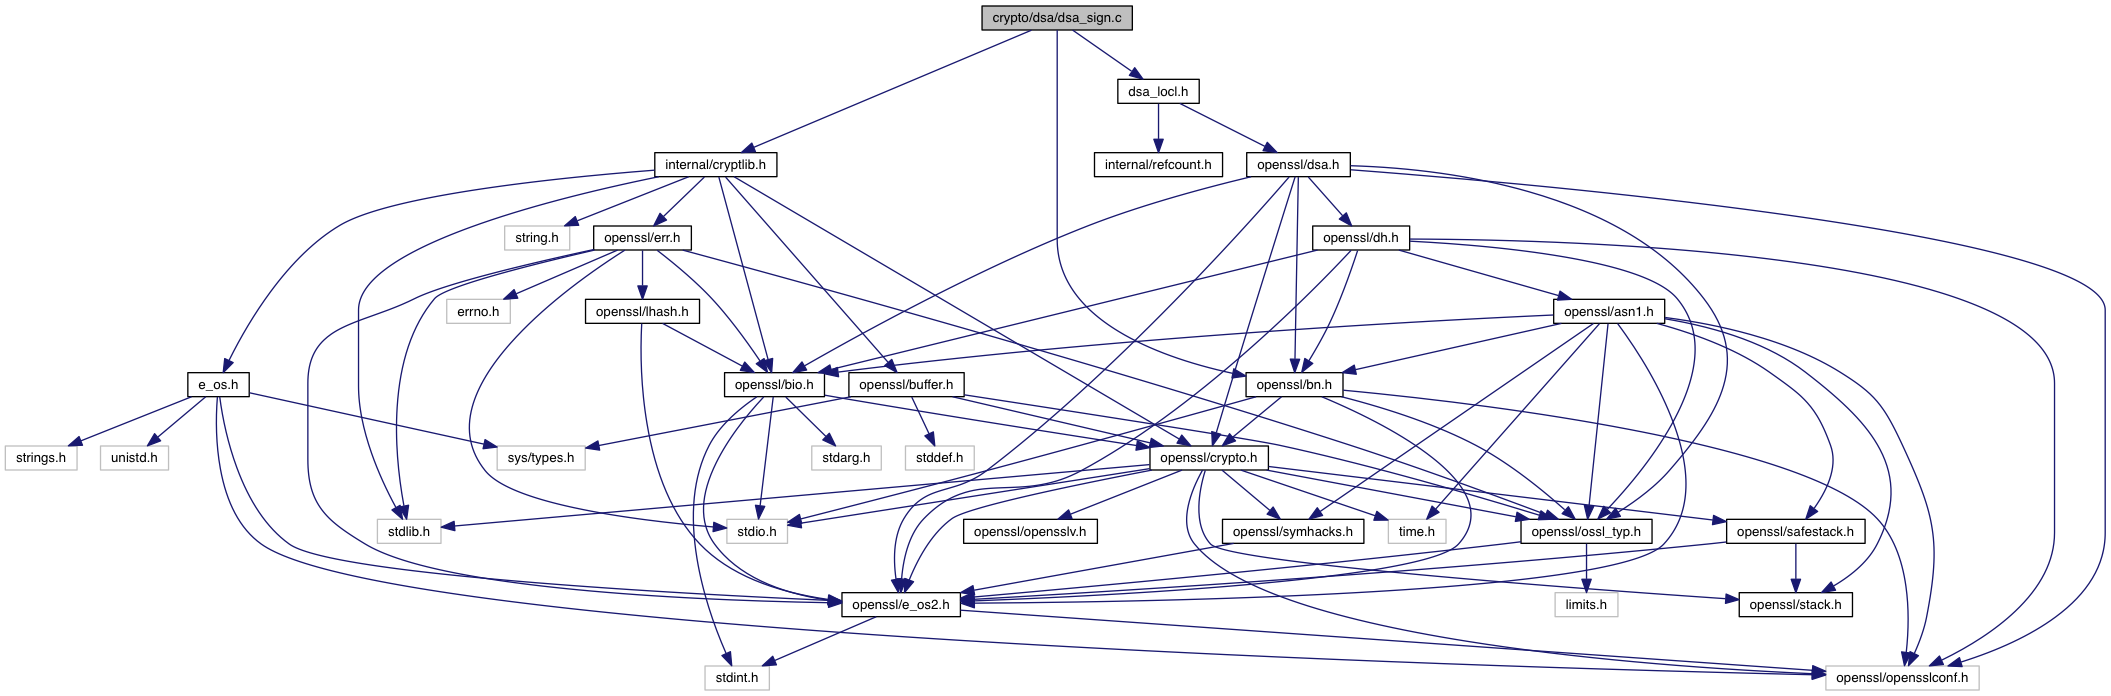 crypto/dsa/dsa_sign.c
dsa_locl.h
internal/cryptlib.h
internal/refcount.h
openssl/dsa.h
string.h
openssl/err.h
openssl/dh.h
errno.h
openssl/lhash.h
openssl/asn1.h
e_os.h
openssl/bio.h
openssl/buffer.h
openssl/bn.h
strings.h
unistd.h
sys/types.h
stdarg.h
stddef.h
openssl/crypto.h
stdlib.h
stdio.h
openssl/opensslv.h
openssl/symhacks.h
time.h
openssl/ossl_typ.h
openssl/safestack.h
openssl/e_os2.h
limits.h
openssl/stack.h
stdint.h
openssl/opensslconf.h